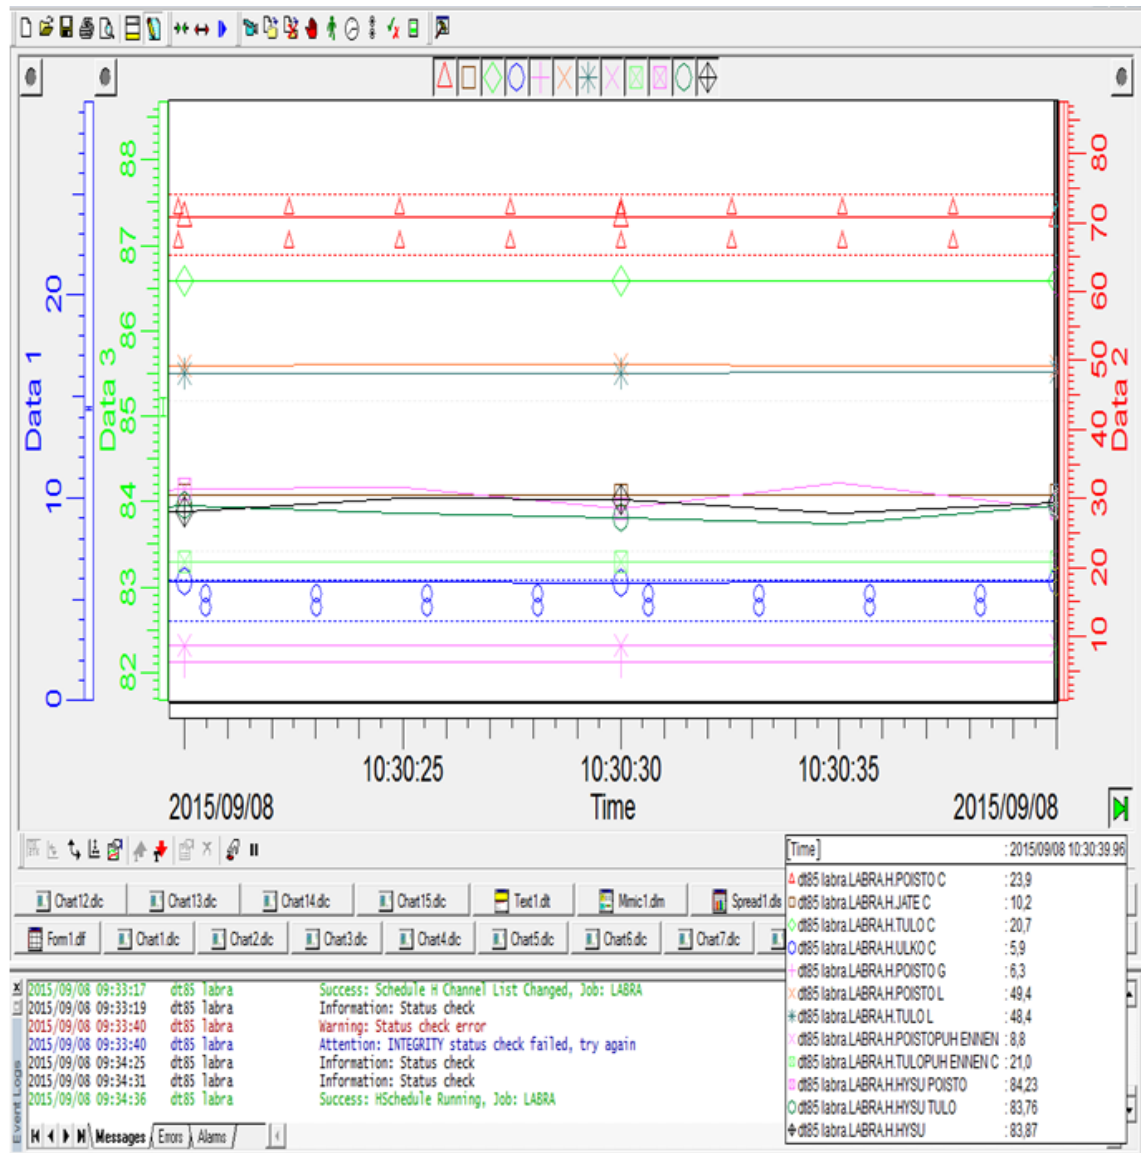 88
87
86
85
84
83
82
Data 3
20
10
0
Data 1
80
70
60
50
40
30
20
10
Data 2
10:30:25 10:30:30 10:30:35
2015/09/08 Time 2015/09/08
[Time] : 2015/09/08 10:30:39.96
dt85 labra.LABRA.H.POISTO C : 23,9
dt85 labra.LABRA.H.JATE C : 10,2
dt85 labra.LABRA.H.TULO C : 20,7
dt85 labra.LABRA.H.ULKO C : 5,9
dt85 labra.LABRA.H.POISTO G : 6,3
dt85 labra.LABRA.H.POISTO L : 49,4
dt85 labra.LABRA.H.TULO L : 48,4
dt85 labra.LABRA.H.POISTOPUH ENNEN : 8,8
dt85 labra.LABRA.H.TULOPUH ENNEN C : 21,0
dt85 labra.LABRA.H.HYSU POISTO : 84,23
dt85 labra.LABRA.H.HYSU TULO : 83,76
dt85 labra.LABRA.H.HYSU : 83,87
Chart12.dc Chart13.dc Chart14.dc Chart15.dc Text1.dt Mimic1.dm Spread1.ds
Form1.df Chart1.dc Chart2.dc Chart3.dc Chart4.dc Chart5.dc Chart6.dc Chart7.dc
Event Logs
2015/09/08 09:33:17 dt85 labra Success: Schedule H Channel List Changed, Job: LABRA
2015/09/08 09:33:19 dt85 labra Information: Status check
2015/09/08 09:33:40 dt85 labra Warning: Status check error
2015/09/08 09:33:40 dt85 labra Attention: INTEGRITY status check failed, try again
2015/09/08 09:34:25 dt85 labra Information: Status check
2015/09/08 09:34:31 dt85 labra Information: Status check
2015/09/08 09:34:36 dt85 labra Success: HSchedule Running, Job: LABRA
Messages Errors Alarms